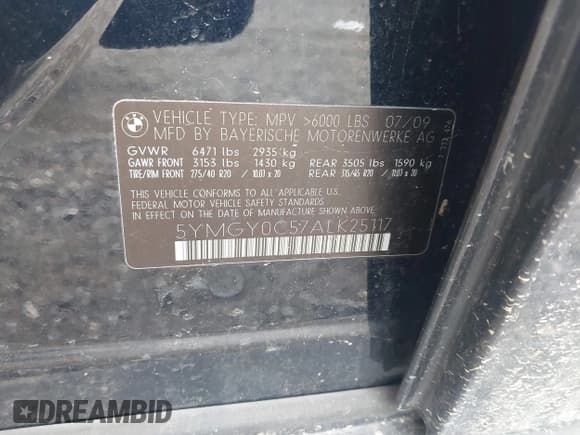 BMW
VEHICLE TYPE: MPV >6000 LBS 07/09
MFD BY BAYERISCHE MOTORENWERKE AG
GVWR 6471 lbs 2935 kg
GAWR FRONT 3153 lbs 1430 kg REAR 3505 lbs 1590 kg
TIRE/RIM FRONT 275/40 R20 / 10.0J x 20 REAR 315/35 R20 / 11.0J x 20
THIS VEHICLE CONFORMS TO ALL APPLICABLE U.S.
FEDERAL MOTOR VEHICLE SAFETY STANDARDS
IN EFFECT ON THE DATE OF MANUFACTURE SHOWN ABOVE.
5YMGY0C57ALK25117
DREAMBID